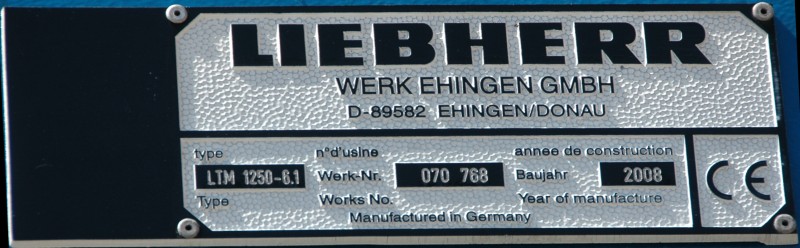 LIEBHERR
WERK EHINGEN GMBH
D-89582 EHINGEN/DONAU
type n°d'usine annee de construction
LTM 1250-6.1 Werk-Nr. 070 768 Baujahr 2008
Type Works No. Year of manufacture
Manufactured in Germany
CE